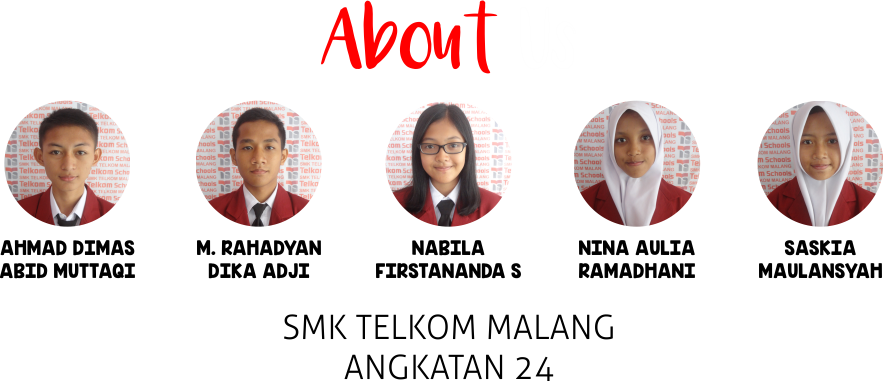 About
AHMAD DIMAS
ABID MUTTAQI
M. RAHADYAN
DIKA ADJI
NABILA
FIRSTANANDA S
NINA AULIA
RAMADHANI
SASKIA
MAULANSYAH
SMK TELKOM MALANG
ANGKATAN 24